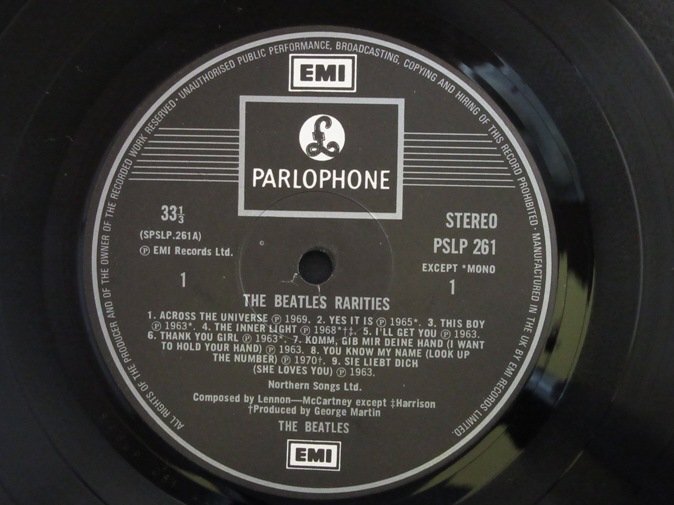 ALL RIGHTS OF THE PRODUCER AND OF THE OWNER OF THE RECORDED WORK RESERVED · UNAUTHORISED PUBLIC PERFORMANCE, BROADCASTING, COPYING AND HIRING OF THIS RECORD PROHIBITED · MANUFACTURED IN THE UK BY EMI RECORDS LIMITED
EMI
£
PARLOPHONE
33⅓
(SPSLP.261A)
℗ EMI Records Ltd.
1
STEREO
PSLP 261
EXCEPT *MONO
1
THE BEATLES RARITIES
1. ACROSS THE UNIVERSE ℗ 1969. 2. YES IT IS ℗ 1965*. 3. THIS BOY
℗ 1963*. 4. THE INNER LIGHT ℗ 1968*†‡. 5. I'LL GET YOU ℗ 1963.
6. THANK YOU GIRL ℗ 1963*. 7. KOMM, GIB MIR DEINE HAND (I WANT
TO HOLD YOUR HAND) ℗ 1963. 8. YOU KNOW MY NAME (LOOK UP
THE NUMBER) ℗ 1970†. 9. SIE LIEBT DICH
(SHE LOVES YOU) ℗ 1963.
Northern Songs Ltd.
Composed by Lennon—McCartney except ‡Harrison
†Produced by George Martin
THE BEATLES
EMI